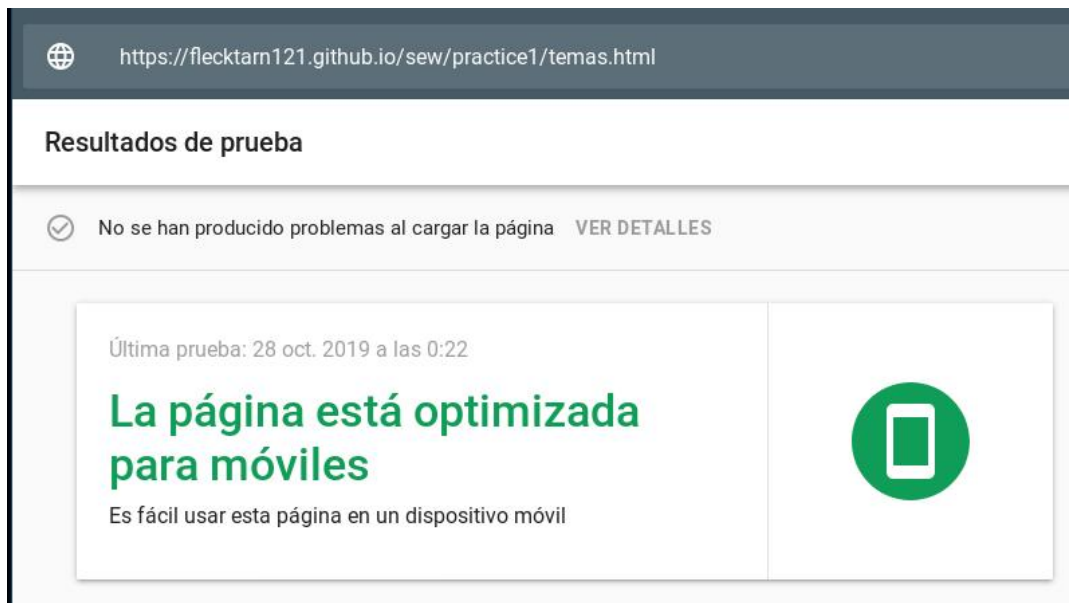 https://flecktarn121.github.io/sew/practice1/temas.html
Resultados de prueba
No se han producido problemas al cargar la página VER DETALLES
Última prueba: 28 oct. 2019 a las 0:22
La página está optimizada
para móviles
Es fácil usar esta página en un dispositivo móvil